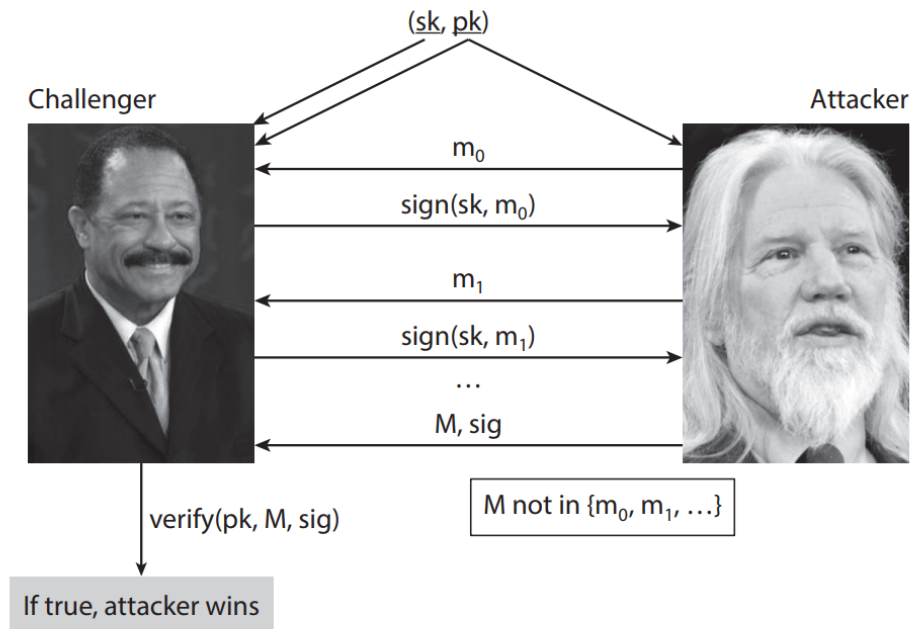 (sk, pk)
Challenger
Attacker
m₀
sign(sk, m₀)
m₁
sign(sk, m₁)
...
M, sig
M not in {m₀, m₁, ...}
verify(pk, M, sig)
If true, attacker wins